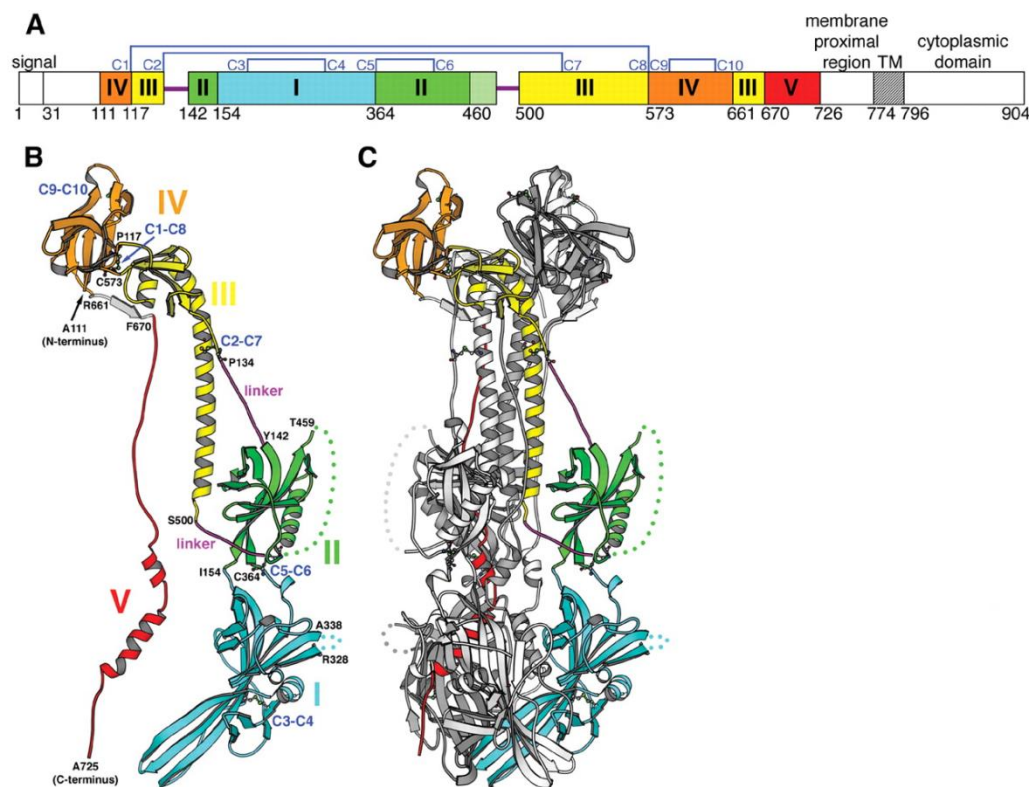 A
membrane
signal
proximal
cytoplasmic
region
TM
domain
C1
C2
C3
C4
C5
C6
C7
C8
C9
C10
IV
III
II
I
II
III
IV
III
V
1
31
111
117
142
154
364
460
500
573
661
670
726
774
796
904
B
C9-C10
IV
C1-C8
P117
C573
R661
A111
(N-terminus)
F670
III
C2-C7
P134
linker
T459
Y142
S500
linker
II
I154
C364
C5-C6
V
A338
R328
I
C3-C4
A725
(C-terminus)
C